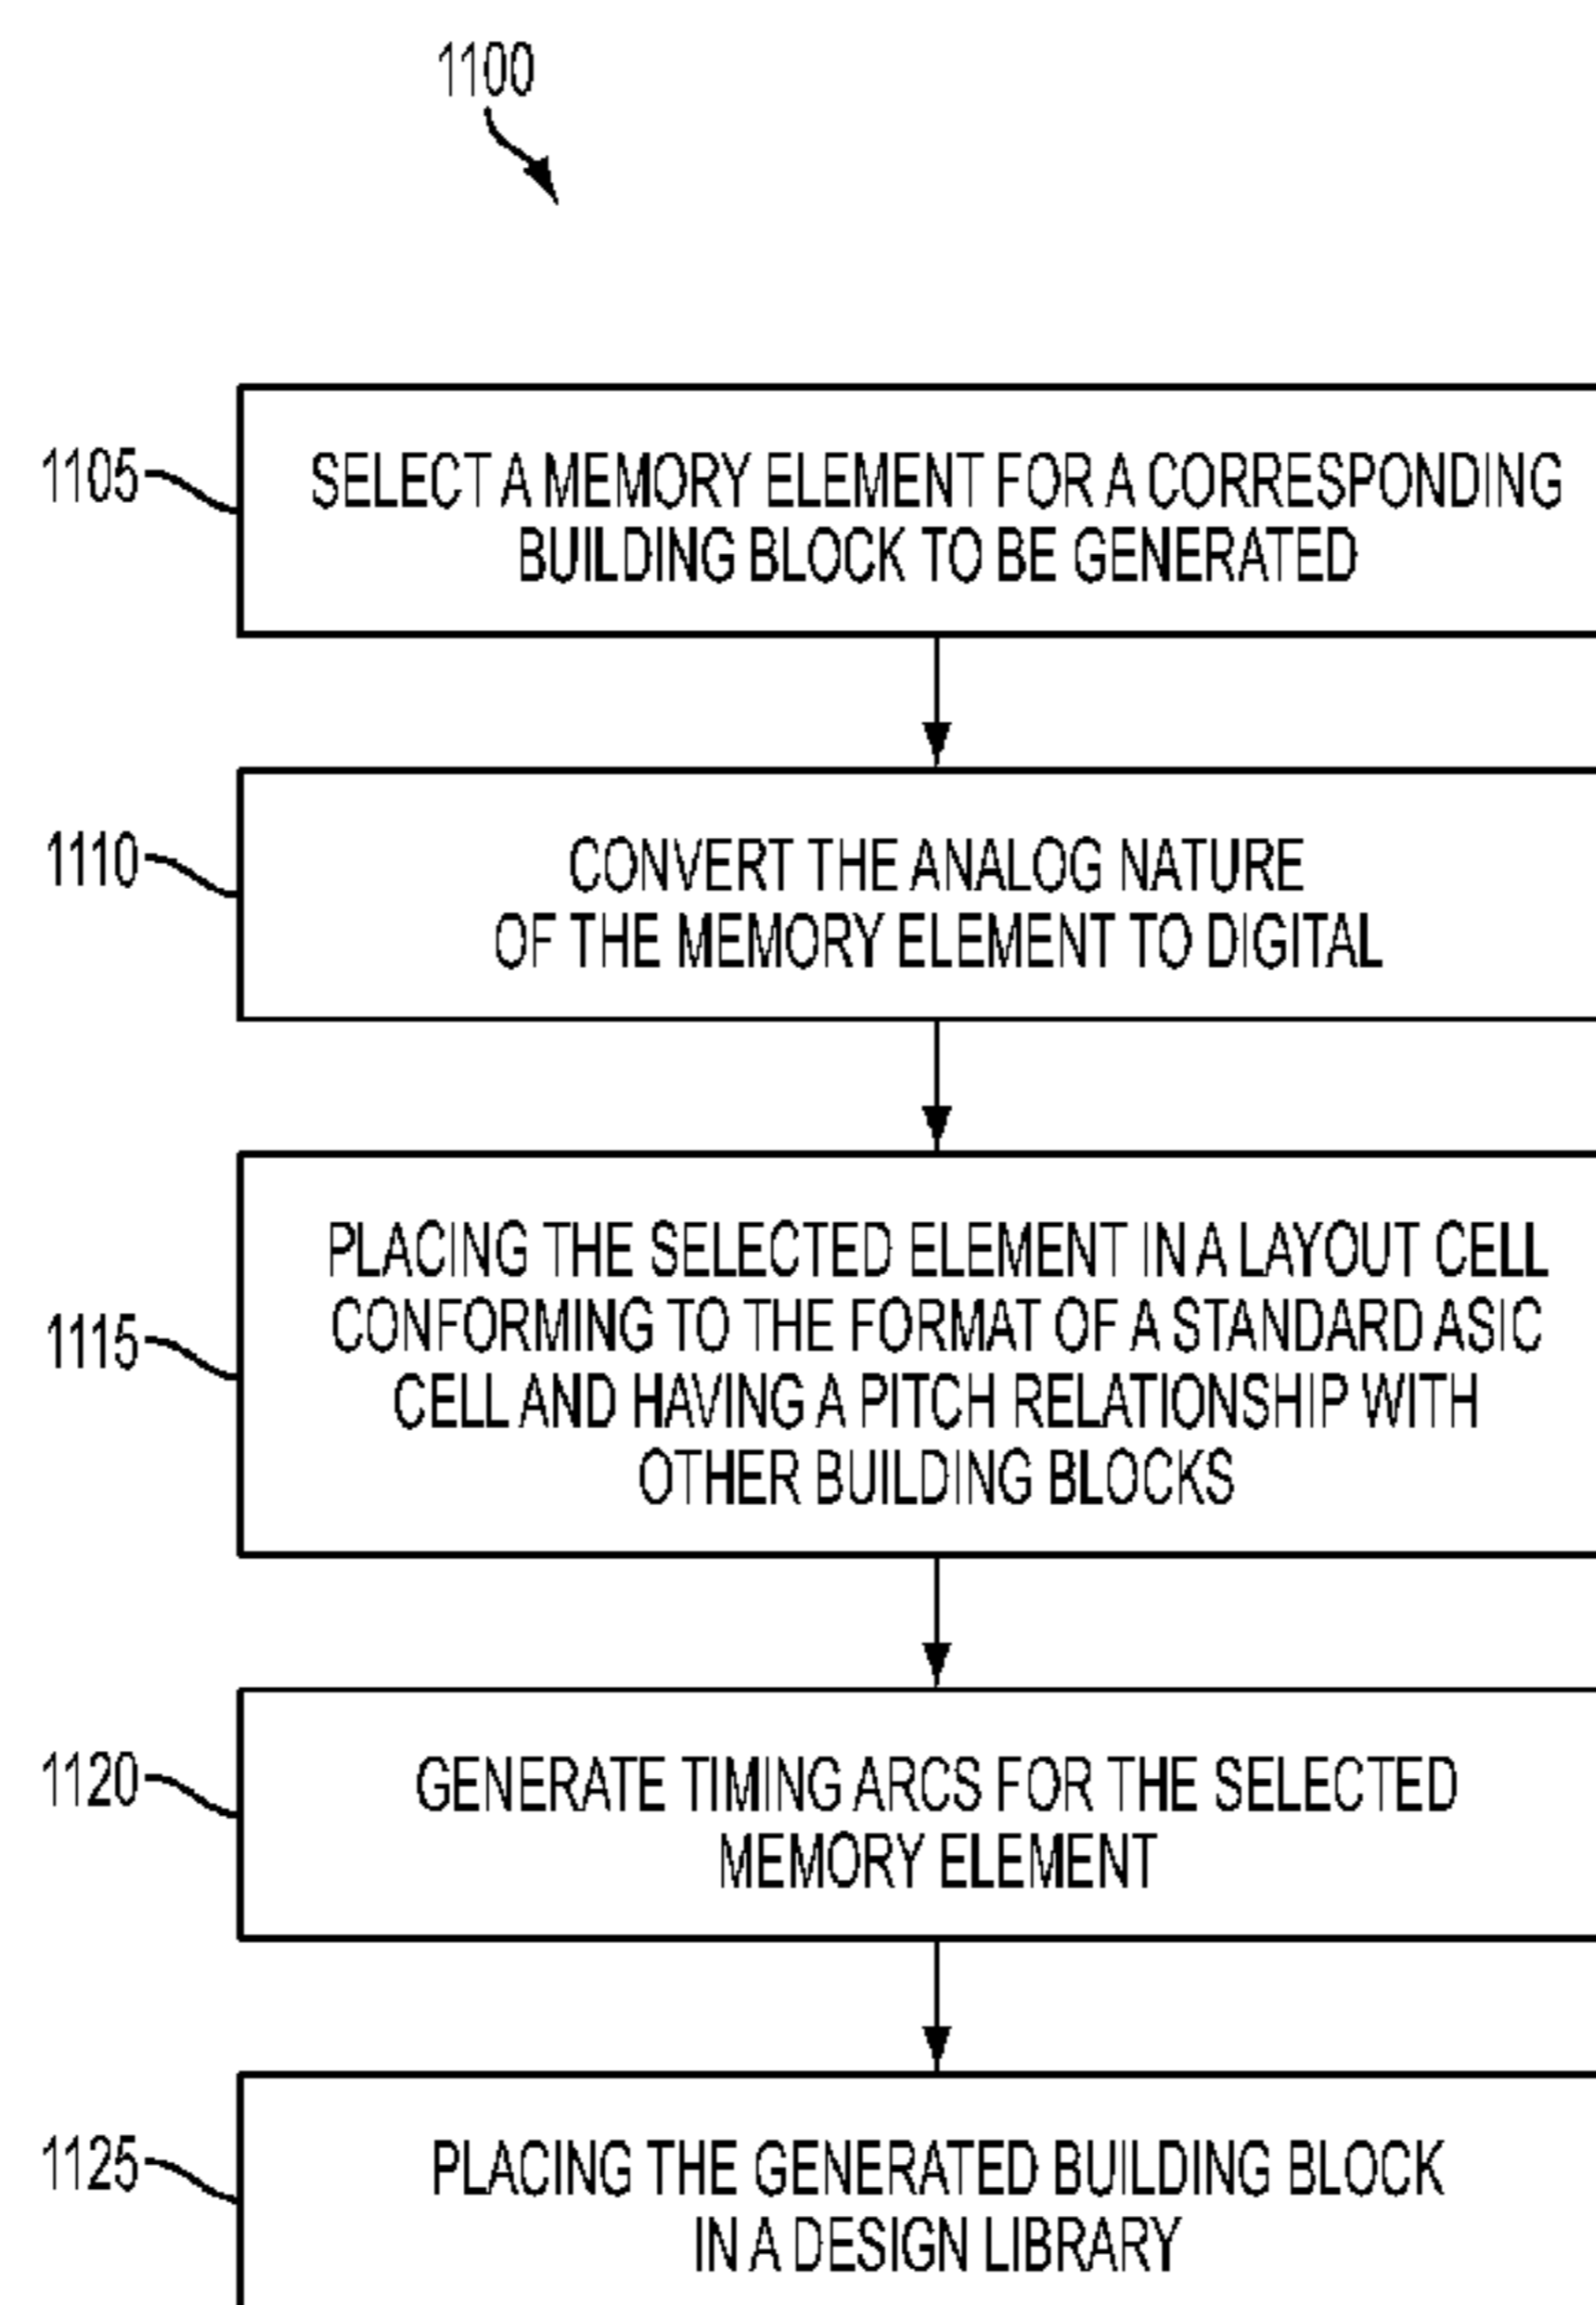 1100
1105
SELECT A MEMORY ELEMENT FOR A CORRESPONDING
BUILDING BLOCK TO BE GENERATED
1110
CONVERT THE ANALOG NATURE
OF THE MEMORY ELEMENT TO DIGITAL
1115
PLACING THE SELECTED ELEMENT IN A LAYOUT CELL
CONFORMING TO THE FORMAT OF A STANDARD ASIC
CELL AND HAVING A PITCH RELATIONSHIP WITH
OTHER BUILDING BLOCKS
1120
GENERATE TIMING ARCS FOR THE SELECTED
MEMORY ELEMENT
1125
PLACING THE GENERATED BUILDING BLOCK
IN A DESIGN LIBRARY